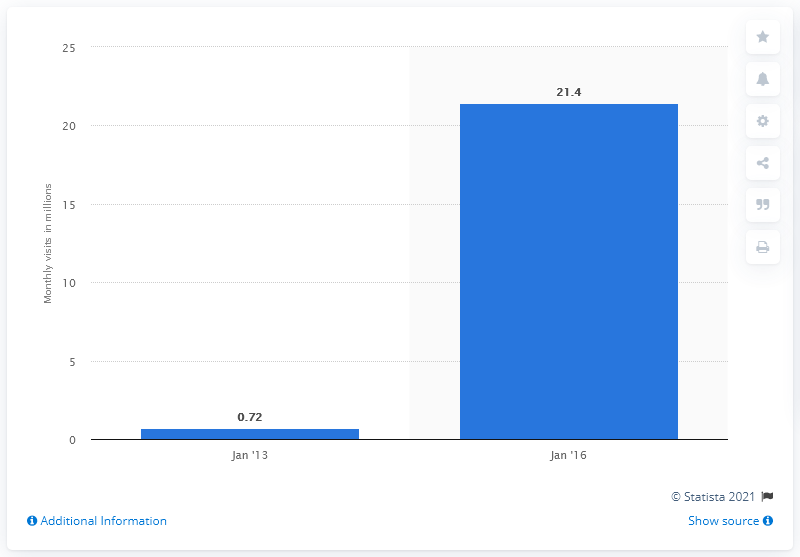 25
21.4
20
15
Monthly visits in millions
10
5
0.72
0
Jan '13 Jan '16
© Statista 2021
Additional Information Show source